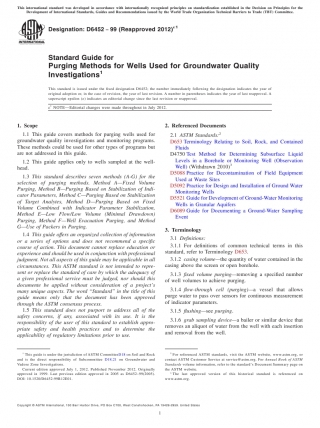 This international standard was developed in accordance with internationally recognized principles on standardization established in the Decision on Principles for the
Development of International Standards, Guides and Recommendations issued by the World Trade Organization Technical Barriers to Trade (TBT) Committee.
Designation: D6452 − 99 (Reapproved 2012)ε1
Standard Guide for
Purging Methods for Wells Used for Groundwater Quality
Investigations1
This standard is issued under the fixed designation D6452; the number immediately following the designation indicates the year of
original adoption or, in the case of revision, the year of last revision. A number in parentheses indicates the year of last reapproval. A
superscript epsilon (ε) indicates an editorial change since the last revision or reapproval.
ε1 NOTE—Editorial changes were made throughout in July 2012.
1. Scope
1.1 This guide covers methods for purging wells used for
groundwater quality investigations and monitoring programs.
These methods could be used for other types of programs but
are not addressed in this guide.
1.2 This guide applies only to wells sampled at the well-
head.
1.3 This standard describes seven methods (A-G) for the
selection of purging methods. Method A—Fixed Volume
Purging, Method B—Purging Based on Stabilization of Indi-
cator Parameters, Method C—Purging Based on Stabilization
of Target Analytes, Method D—Purging Based on Fixed
Volume Combined with Indicator Parameter Stabilization,
Method E—Low Flow/Low Volume (Minimal Drawdown)
Purging, Method F—Well Evacuation Purging, and Method
G—Use of Packers in Purging.
1.4 This guide offers an organized collection of information
or a series of options and does not recommend a specific
course of action. This document cannot replace education or
experience and should be used in conjunction with professional
judgment. Not all aspects of this guide may be applicable in all
circumstances. This ASTM standard is not intended to repre-
sent or replace the standard of care by which the adequacy of
a given professional service must be judged, nor should this
document be applied without consideration of a project's
many unique aspects. The word "Standard" in the title of this
guide means only that the document has been approved
through the ASTM consensus process.
1.5 This standard does not purport to address all of the
safety concerns, if any, associated with its use. It is the
responsibility of the user of this standard to establish appro-
priate safety and health practices and to determine the
applicability of regulatory limitations prior to use.
2. Referenced Documents
2.1 ASTM Standards:2
D653 Terminology Relating to Soil, Rock, and Contained
Fluids
D4750 Test Method for Determining Subsurface Liquid
Levels in a Borehole or Monitoring Well (Observation
Well) (Withdrawn 2010)3
D5088 Practice for Decontamination of Field Equipment
Used at Waste Sites
D5092 Practice for Design and Installation of Ground Water
Monitoring Wells
D5521 Guide for Development of Ground-Water Monitoring
Wells in Granular Aquifers
D6089 Guide for Documenting a Ground-Water Sampling
Event
3. Terminology
3.1 Definitions:
3.1.1 For definitions of common technical terms in this
standard, refer to Terminology D653.
3.1.2 casing volume—the quantity of water contained in the
casing above the screen or open borehole.
3.1.3 fixed volume purging—removing a specified number
of well volumes to achieve purging.
3.1.4 flow-through cell (purging)—a vessel that allows
purge water to pass over sensors for continuous measurement
of indicator parameters.
3.1.5 flushing—see purging.
3.1.6 grab sampling device—a bailer or similar device that
removes an aliquot of water from the well with each insertion
and removal from the well.
1 This guide is under the jurisdiction of ASTM Committee D18 on Soil and Rock
and is the direct responsibility of Subcommittee D18.21 on Groundwater and
Vadose Zone Investigations.
Current edition approved July 1, 2012. Published November 2012. Originally
approved in 1999. Last previous edition approved in 2005 as D6452-99(2005).
DOI: 10.1520/D6452-99R12E01.
2 For referenced ASTM standards, visit the ASTM website, www.astm.org, or
contact ASTM Customer Service at service@astm.org. For Annual Book of ASTM
Standards volume information, refer to the standard's Document Summary page on
the ASTM website.
3 The last approved version of this historical standard is referenced on
www.astm.org.
Copyright © ASTM International, 100 Barr Harbor Drive, PO Box C700, West Conshohocken, PA 19428-2959. United States
1